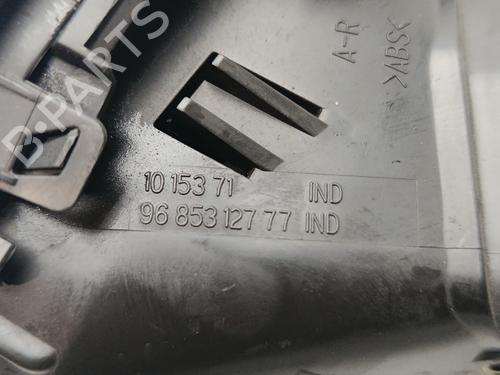 B-PARTS
A-R
>ABS<
10 153 71 IND
96 853 127 77 IND